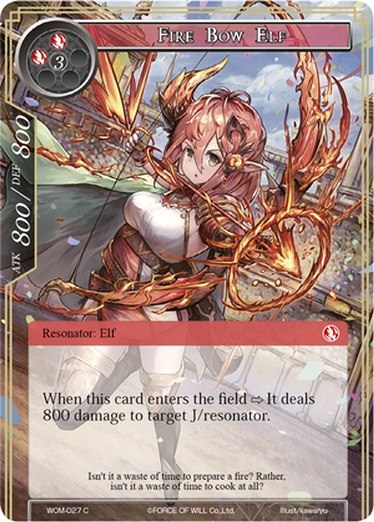 Fire Bow Elf
3
ATK 800 / DEF 800
Resonator: Elf
When this card enters the field ⇨ It deals
800 damage to target J/resonator.
Isn't it a waste of time to prepare a fire? Rather,
isn't it a waste of time to cook at all?
WOM-027 C ©FORCE OF WILL Co.,Ltd. Illust/kawaryu